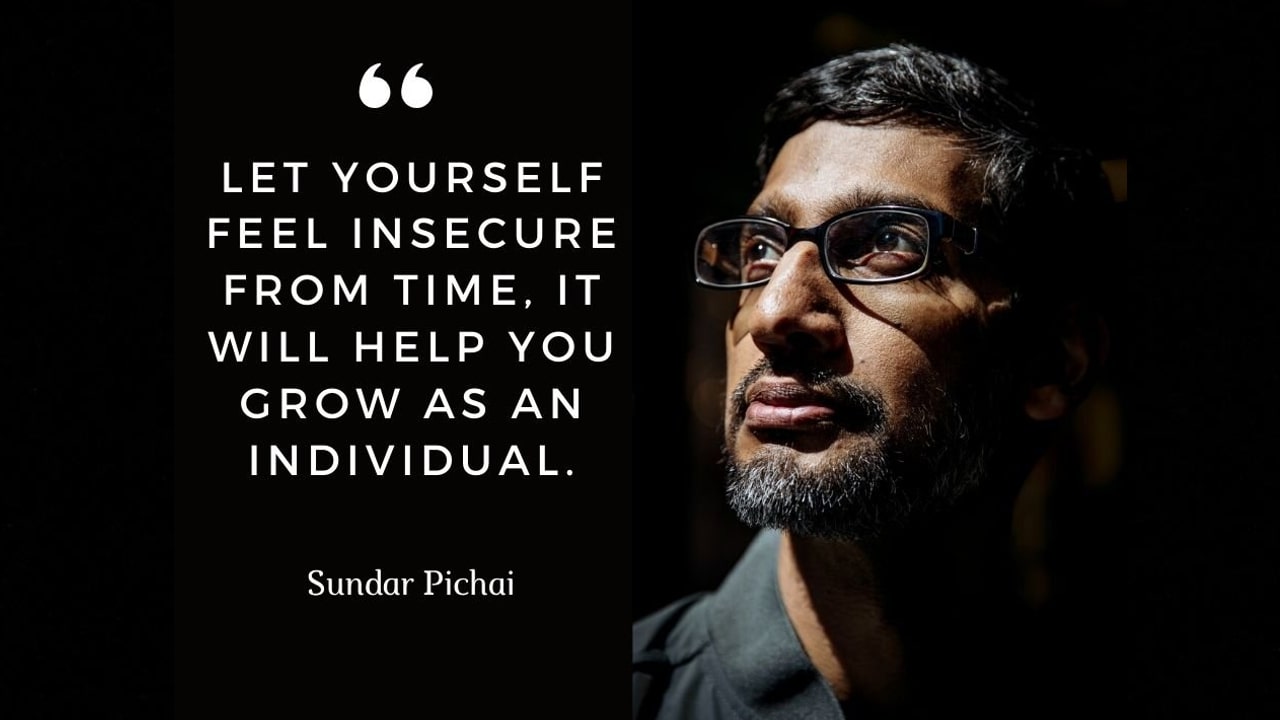 “
LET YOURSELF
FEEL INSECURE
FROM TIME, IT
WILL HELP YOU
GROW AS AN
INDIVIDUAL.
Sundar Pichai